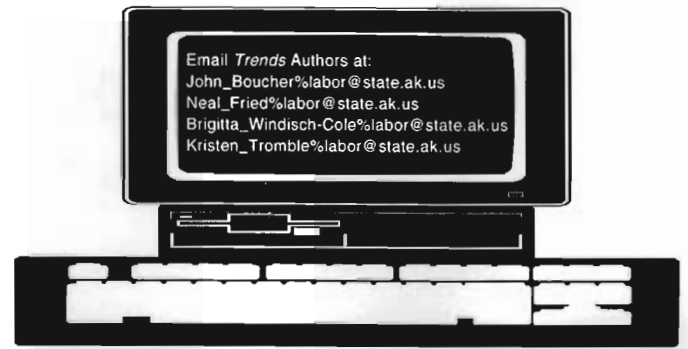 Email Trends Authors at:
John_Boucher%labor@state.ak.us
Neal_Fried%labor@state.ak.us
Brigitta_Windisch-Cole%labor@state.ak.us
Kristen_Tromble%labor@state.ak.us